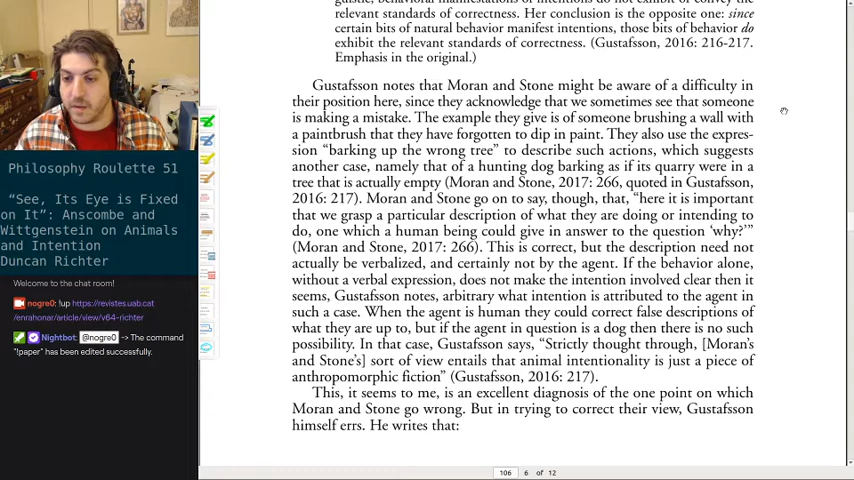 guistic, behavioral manifestations of intentions do not exhibit or convey the
relevant standards of correctness. Her conclusion is the opposite one: since
certain bits of natural behavior manifest intentions, those bits of behavior do
exhibit the relevant standards of correctness. (Gustafsson, 2016: 216-217.
Emphasis in the original.)
Gustafsson notes that Moran and Stone might be aware of a difficulty in
their position here, since they acknowledge that we sometimes see that someone
is making a mistake. The example they give is of someone brushing a wall with
a paintbrush that they have forgotten to dip in paint. They also use the expres-
sion “barking up the wrong tree” to describe such actions, which suggests
another case, namely that of a hunting dog barking as if its quarry were in a
tree that is actually empty (Moran and Stone, 2017: 266, quoted in Gustafsson,
2016: 217). Moran and Stone go on to say, though, that, “here it is important
that we grasp a particular description of what they are doing or intending to
do, one which a human being could give in answer to the question ‘why?’”
(Moran and Stone, 2017: 266). This is correct, but the description need not
actually be verbalized, and certainly not by the agent. If the behavior alone,
without a verbal expression, does not make the intention involved clear then it
seems, Gustafsson notes, arbitrary what intention is attributed to the agent in
such a case. When the agent is human they could correct false descriptions of
what they are up to, but if the agent in question is a dog then there is no such
possibility. In that case, Gustafsson says, “Strictly thought through, [Moran’s
and Stone’s] sort of view entails that animal intentionality is just a piece of
anthropomorphic fiction” (Gustafsson, 2016: 217).
This, it seems to me, is an excellent diagnosis of the one point on which
Moran and Stone go wrong. But in trying to correct their view, Gustafsson
himself errs. He writes that:
106 6 of 12
Philosophy Roulette 51
“See, Its Eye is Fixed
on It”: Anscombe and
Wittgenstein on Animals
and Intention
Duncan Richter
Welcome to the chat room!
nogre0: !up https://revistes.uab.cat
/enrahonar/article/view/v64-richter
Nightbot: @nogre0 -> The command
"!paper" has been edited successfully.